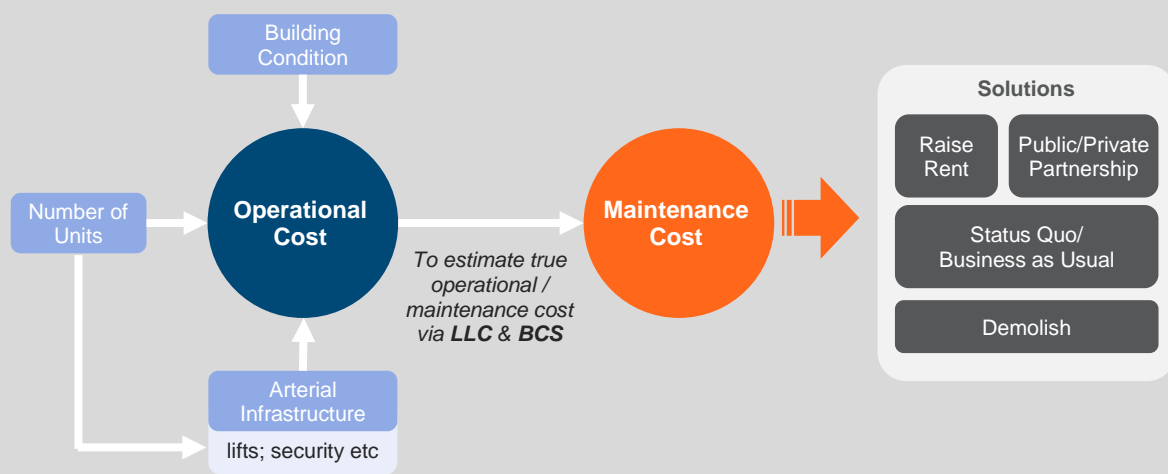 Building
Condition
Number of
Units
Operational
Cost
To estimate true
operational /
maintenance cost
via LLC & BCS
Arterial
Infrastructure
lifts; security etc
Maintenance
Cost
Solutions
Raise
Rent
Public/Private
Partnership
Status Quo/
Business as Usual
Demolish